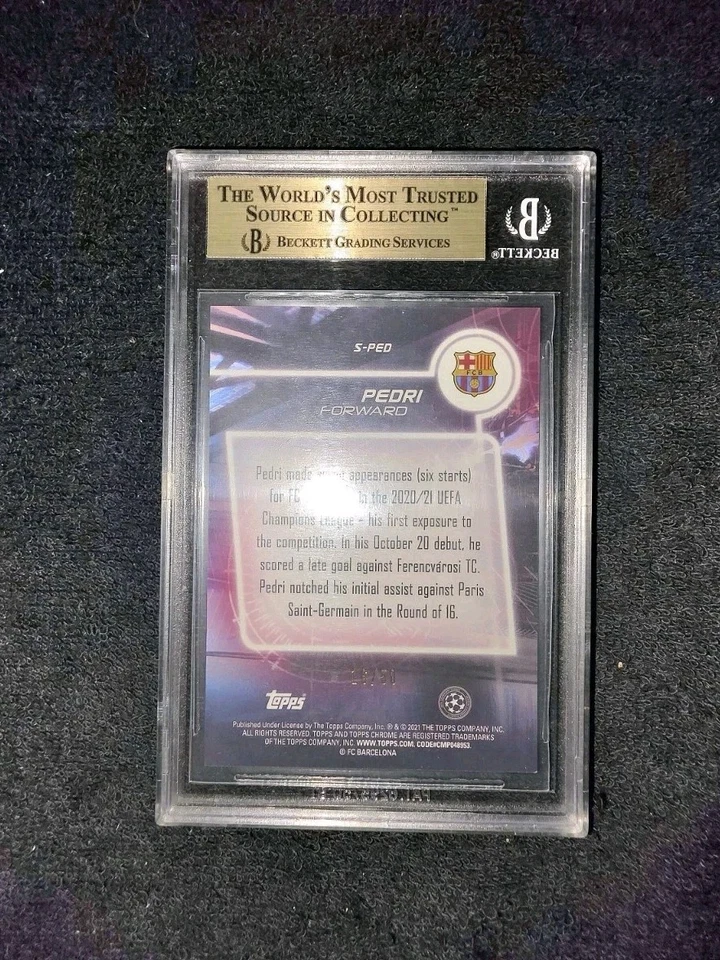 THE WORLD'S MOST TRUSTED
SOURCE IN COLLECTING™
B BECKETT GRADING SERVICES
B
BECKETT®
S-PED
FCB
PEDRI
FORWARD
Pedri made appearances (six starts)
for FC the 2020/21 UEFA
Champions League – his first exposure to
the competition. In his October 20 debut, he
scored a late goal against Ferencvárosi TC.
Pedri notched his initial assist against Paris
Saint-Germain in the Round of 16.
topps
Published Under License by The Topps Company, Inc. ® & © 2021 THE TOPPS COMPANY, INC.
ALL RIGHTS RESERVED. TOPPS AND TOPPS CHROME ARE REGISTERED TRADEMARKS
OF THE TOPPS COMPANY, INC. WWW.TOPPS.COM. CODE#CMP048953.
© FC BARCELONA